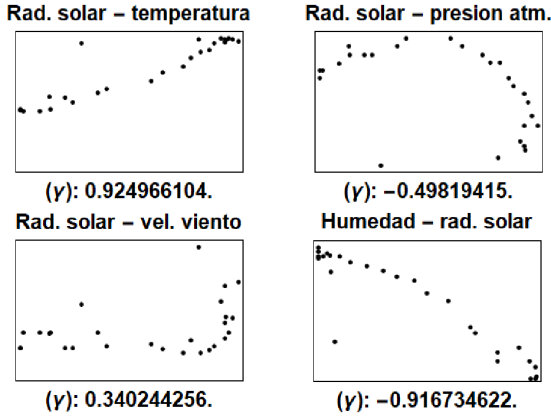 Rad. solar – temperatura
Rad. solar – presion atm.
(γ): 0.924966104.
(γ): –0.49819415.
Rad. solar – vel. viento
Humedad – rad. solar
(γ): 0.340244256.
(γ): –0.916734622.